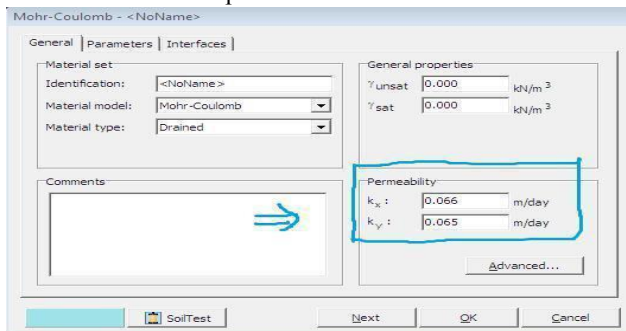 Mohr-Coulomb - <NoName>
General Parameters Interfaces
Material set
Identification: <NoName>
Material model: Mohr-Coulomb
Material type: Drained
General properties
γunsat 0.000 kN/m 3
γsat 0.000 kN/m 3
Comments
Permeability
kx : 0.066 m/day
ky : 0.065 m/day
Advanced...
SoilTest
Next
OK
Cancel